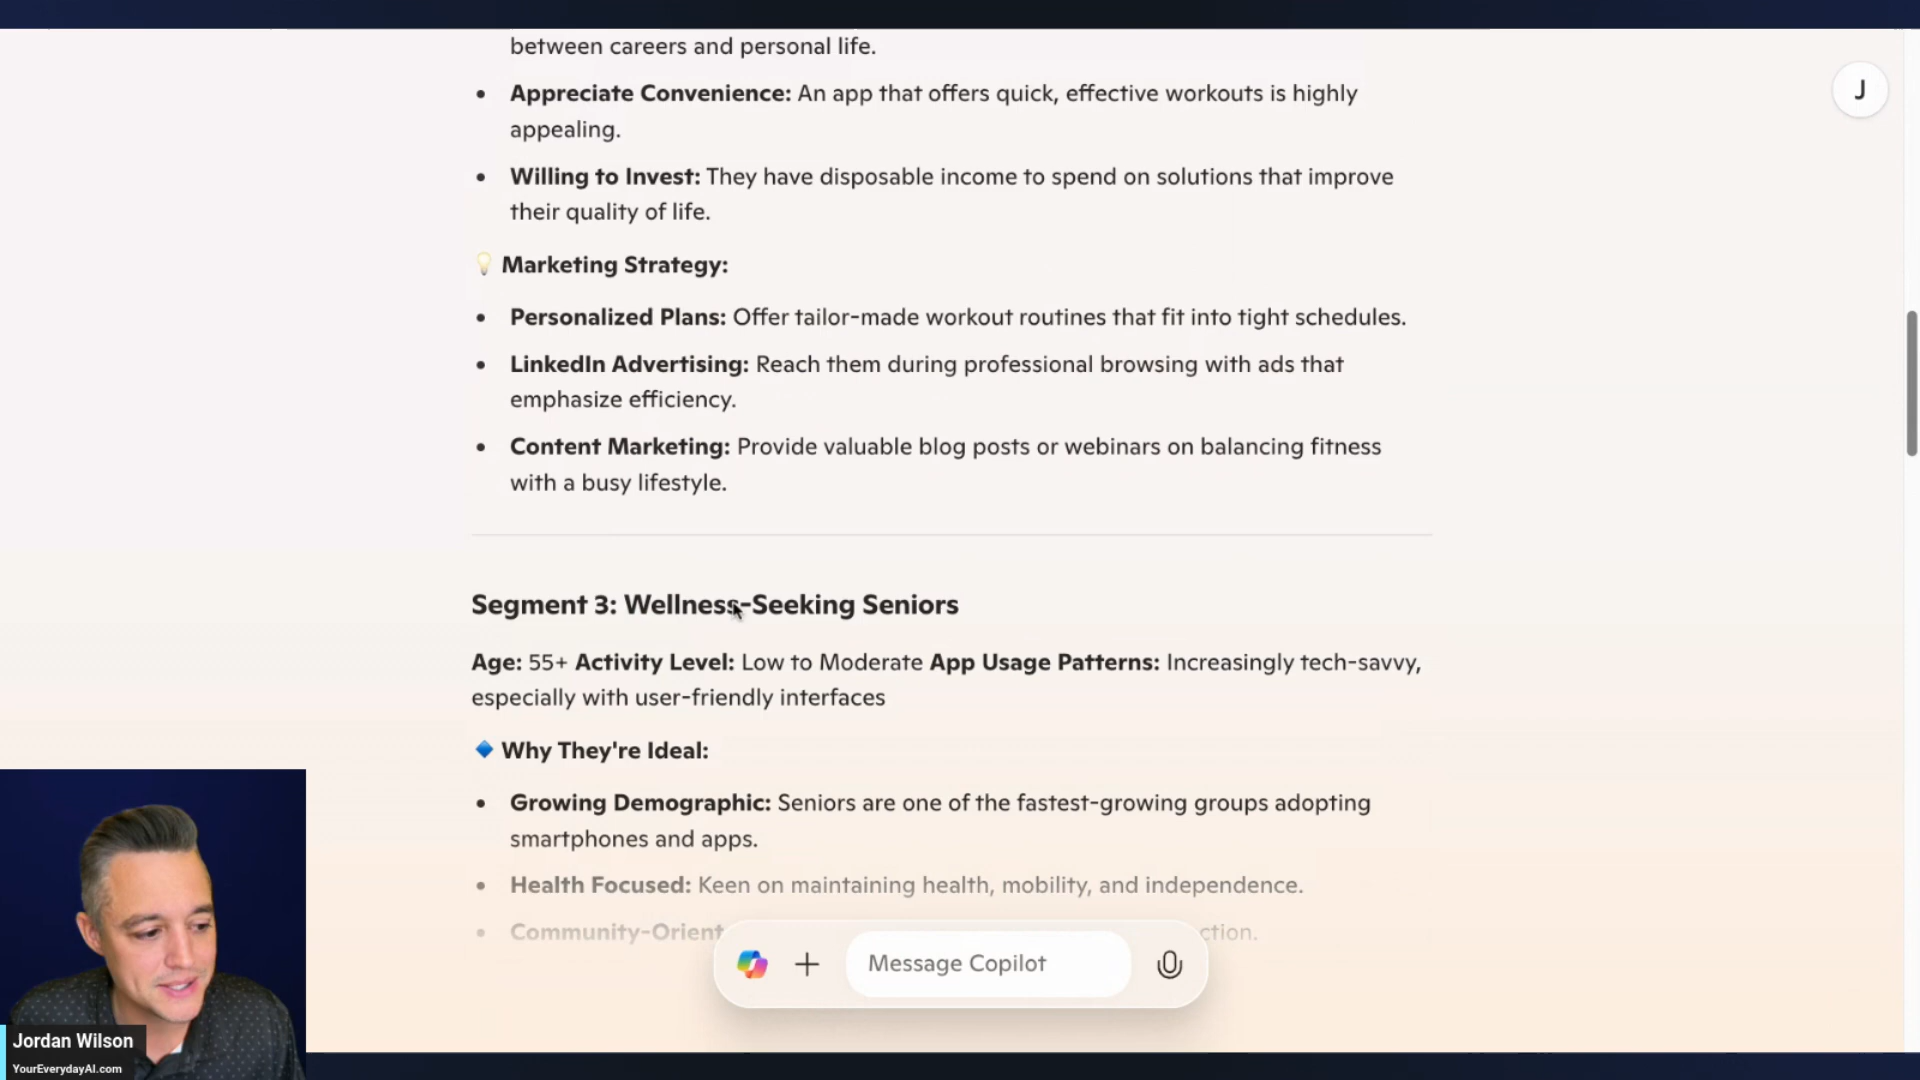 between careers and personal life.
J
• Appreciate Convenience: An app that offers quick, effective workouts is highly
appealing.
• Willing to Invest: They have disposable income to spend on solutions that improve
their quality of life.
💡 Marketing Strategy:
• Personalized Plans: Offer tailor-made workout routines that fit into tight schedules.
• LinkedIn Advertising: Reach them during professional browsing with ads that
emphasize efficiency.
• Content Marketing: Provide valuable blog posts or webinars on balancing fitness
with a busy lifestyle.
Segment 3: Wellness-Seeking Seniors
Age: 55+ Activity Level: Low to Moderate App Usage Patterns: Increasingly tech-savvy,
especially with user-friendly interfaces
🔹 Why They're Ideal:
• Growing Demographic: Seniors are one of the fastest-growing groups adopting
smartphones and apps.
• Health Focused: Keen on maintaining health, mobility, and independence.
• Community-Orient ction.
Message Copilot
Jordan Wilson
YourEverydayAI.com